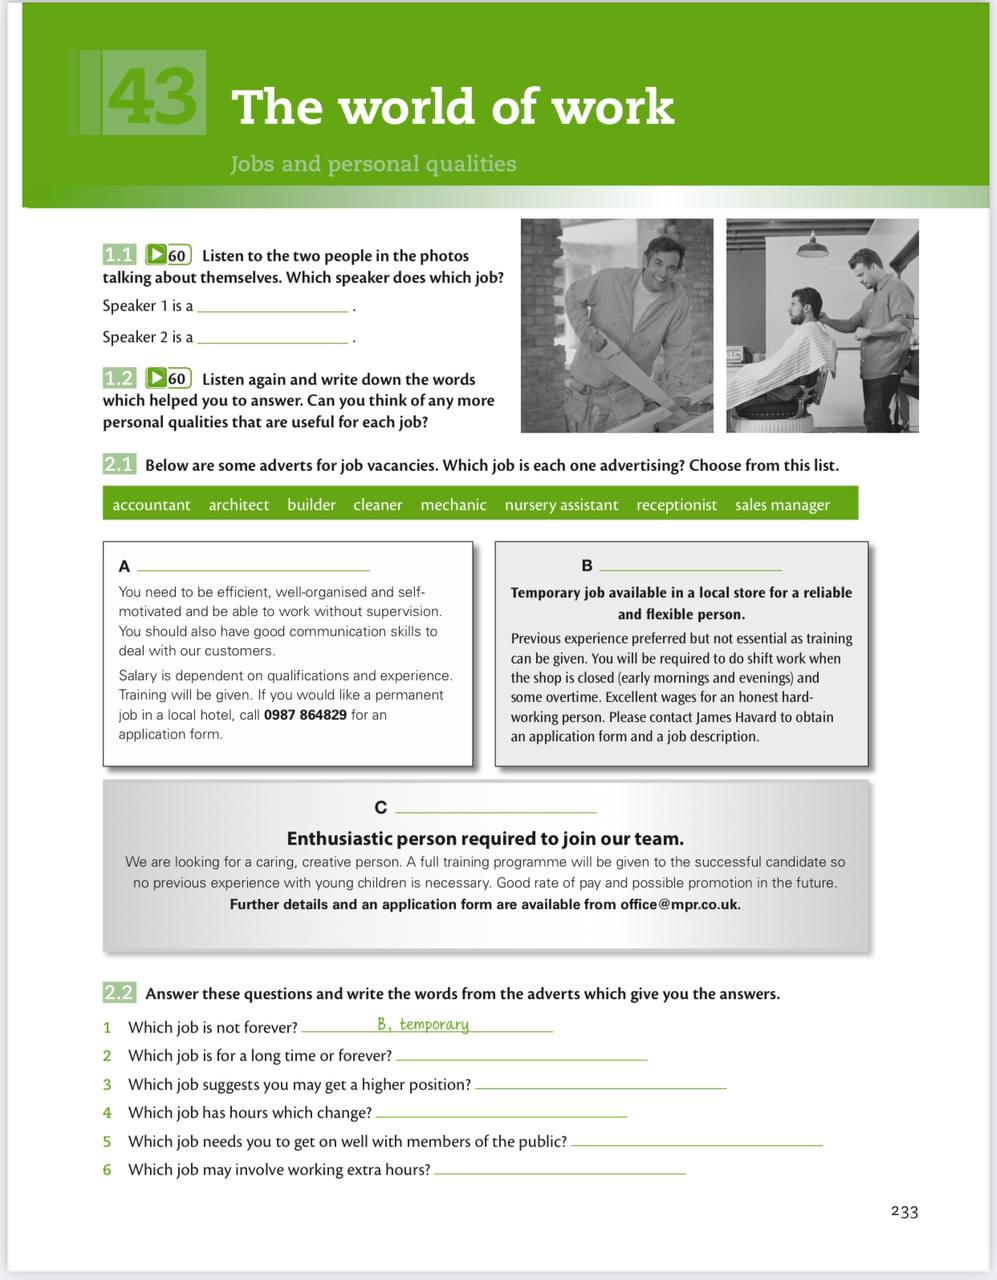 43
The world of work
Jobs and personal qualities
1.1 60 Listen to the two people in the photos
talking about themselves. Which speaker does which job?
Speaker 1 is a .
Speaker 2 is a .
1.2 60 Listen again and write down the words
which helped you to answer. Can you think of any more
personal qualities that are useful for each job?
2.1 Below are some adverts for job vacancies. Which job is each one advertising? Choose from this list.
accountant architect builder cleaner mechanic nursery assistant receptionist sales manager
A
You need to be efficient, well-organised and self-
motivated and be able to work without supervision.
You should also have good communication skills to
deal with our customers.
Salary is dependent on qualifications and experience.
Training will be given. If you would like a permanent
job in a local hotel, call 0987 864829 for an
application form.
B
Temporary job available in a local store for a reliable
and flexible person.
Previous experience preferred but not essential as training
can be given. You will be required to do shift work when
the shop is closed (early mornings and evenings) and
some overtime. Excellent wages for an honest hard-
working person. Please contact James Havard to obtain
an application form and a job description.
C
Enthusiastic person required to join our team.
We are looking for a caring, creative person. A full training programme will be given to the successful candidate so
no previous experience with young children is necessary. Good rate of pay and possible promotion in the future.
Further details and an application form are available from office@mpr.co.uk.
2.2 Answer these questions and write the words from the adverts which give you the answers.
1 Which job is not forever? B, temporary
2 Which job is for a long time or forever?
3 Which job suggests you may get a higher position?
4 Which job has hours which change?
5 Which job needs you to get on well with members of the public?
6 Which job may involve working extra hours?
233